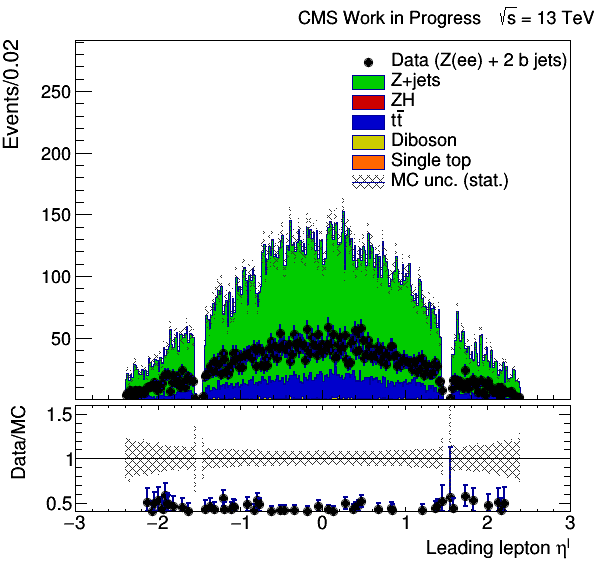 CMS Work in Progress √s = 13 TeV
Events/0.02
Data (Z(ee) + 2 b jets)
Z+jets
ZH
tt̅
Diboson
Single top
MC unc. (stat.)
250
200
150
100
50
Data/MC
1.5
1
0.5
−3 −2 −1 0 1 2 3
Leading lepton ηˡ